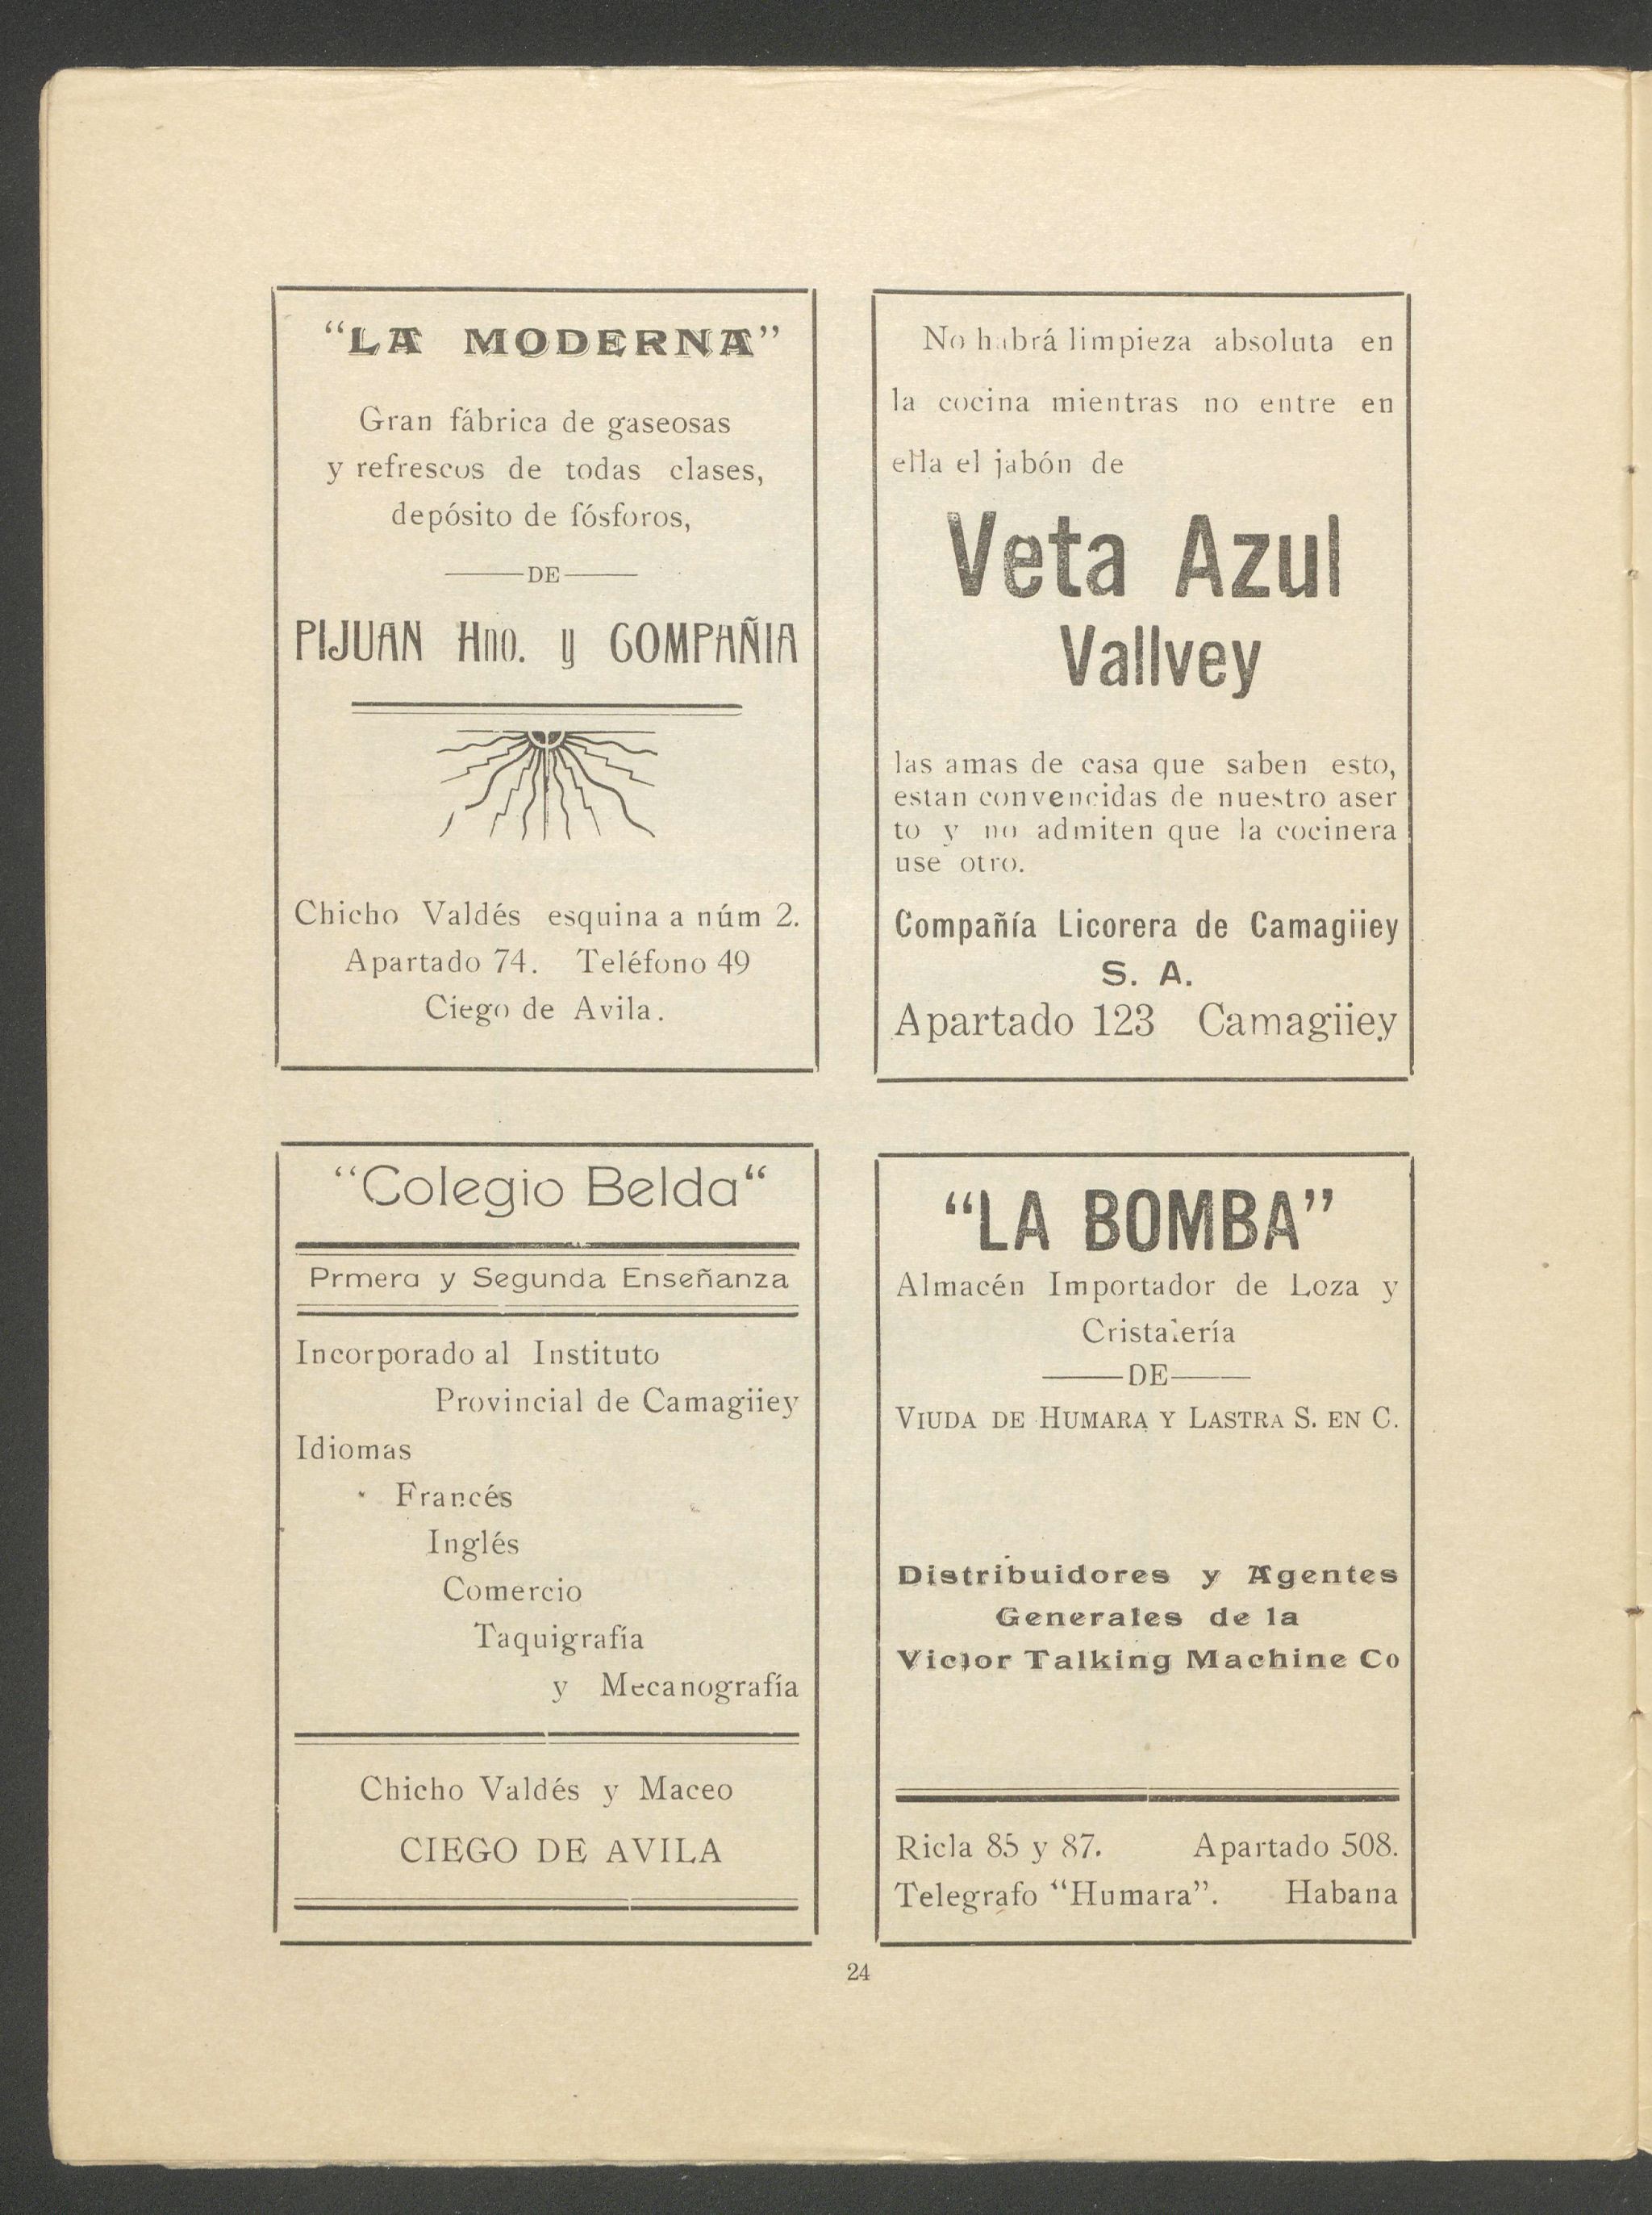 “LA MODERNA”
Gran fábrica de gaseosas
y refrescos de todas clases,
depósito de fósforos,
DE
PIJUAN Hno. y COMPAÑIA
Chicho Valdés esquina a núm 2.
Apartado 74. Teléfono 49
Ciego de Avila.
No habrá limpieza absoluta en
la cocina mientras no entre en
ella el jabón de
Veta Azul
Vallvey
las amas de casa que saben esto,
estan convencidas de nuestro aser
to y no admiten que la cocinera
use otro.
Compañía Licorera de Camagiiey
S. A.
Apartado 123 Camagiiey
“Colegio Belda“
Prmera y Segunda Enseñanza
Incorporado al Instituto
Provincial de Camagiiey
Idiomas
Francés
Inglés
Comercio
Taquigrafía
y Mecanografía
Chicho Valdés y Maceo
CIEGO DE AVILA
“LA BOMBA”
Almacén Importador de Loza y
Cristalería
DE
VIUDA DE HUMARA Y LASTRA S. EN C.
Distribuidores y Agentes
Generales de la
Victor Talking Machine Co
Ricla 85 y 87. Apartado 508.
Telegrafo “Humara”. Habana
24